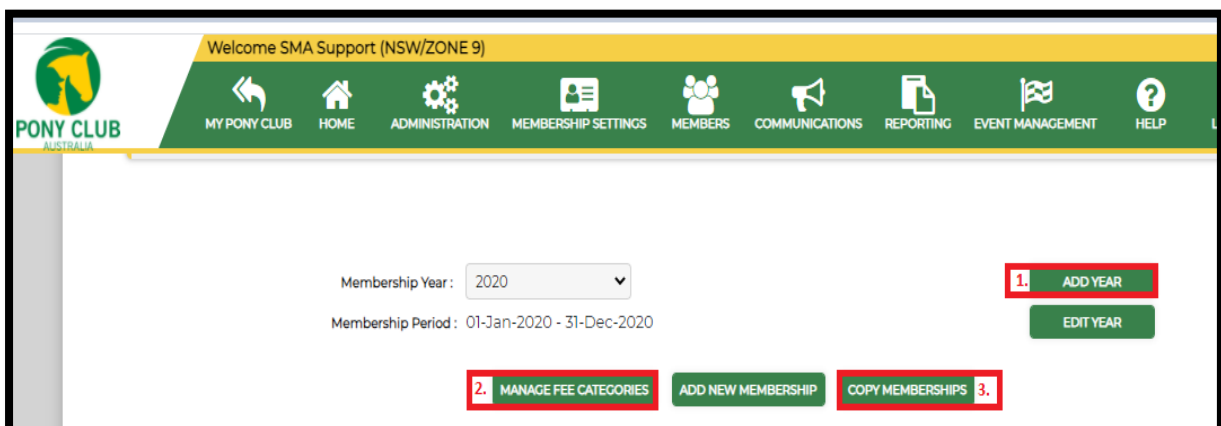 Welcome SMA Support (NSW/ZONE 9)
PONY CLUB
AUSTRALIA
MY PONY CLUB HOME ADMINISTRATION MEMBERSHIP SETTINGS MEMBERS COMMUNICATIONS REPORTING EVENT MANAGEMENT HELP L
Membership Year : 2020 1. ADD YEAR
Membership Period : 01-Jan-2020 - 31-Dec-2020 EDIT YEAR
2. MANAGE FEE CATEGORIES ADD NEW MEMBERSHIP COPY MEMBERSHIPS 3.